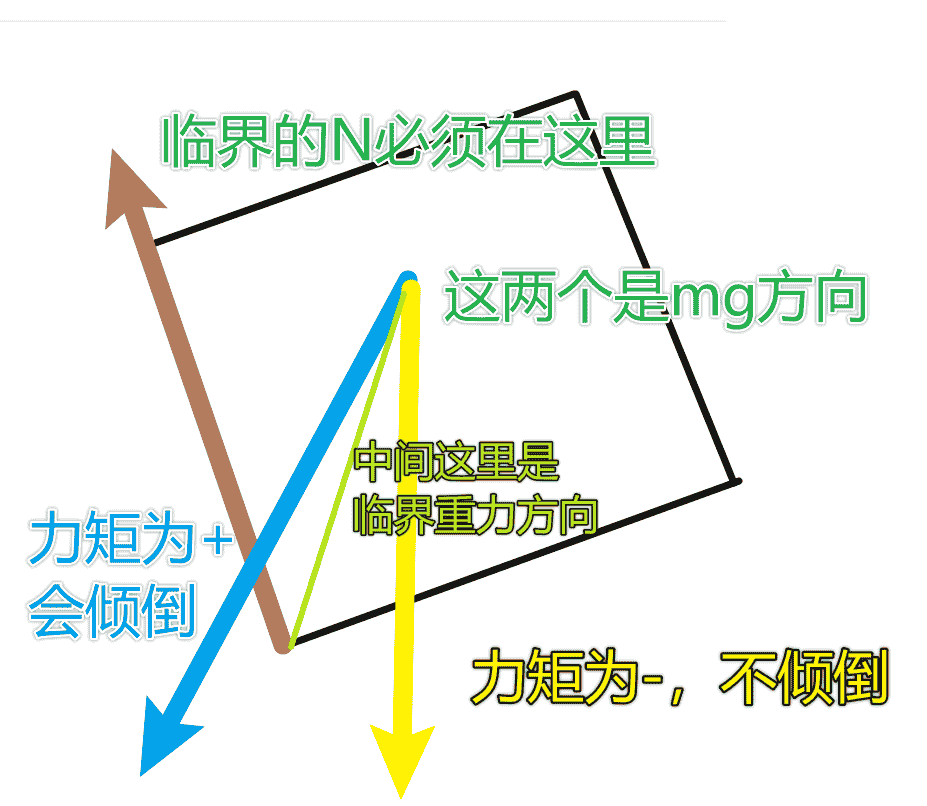 临界的N必须在这里
这两个是mg方向
中间这里是
临界重力方向
力矩为+
会倾倒
力矩为-，不倾倒